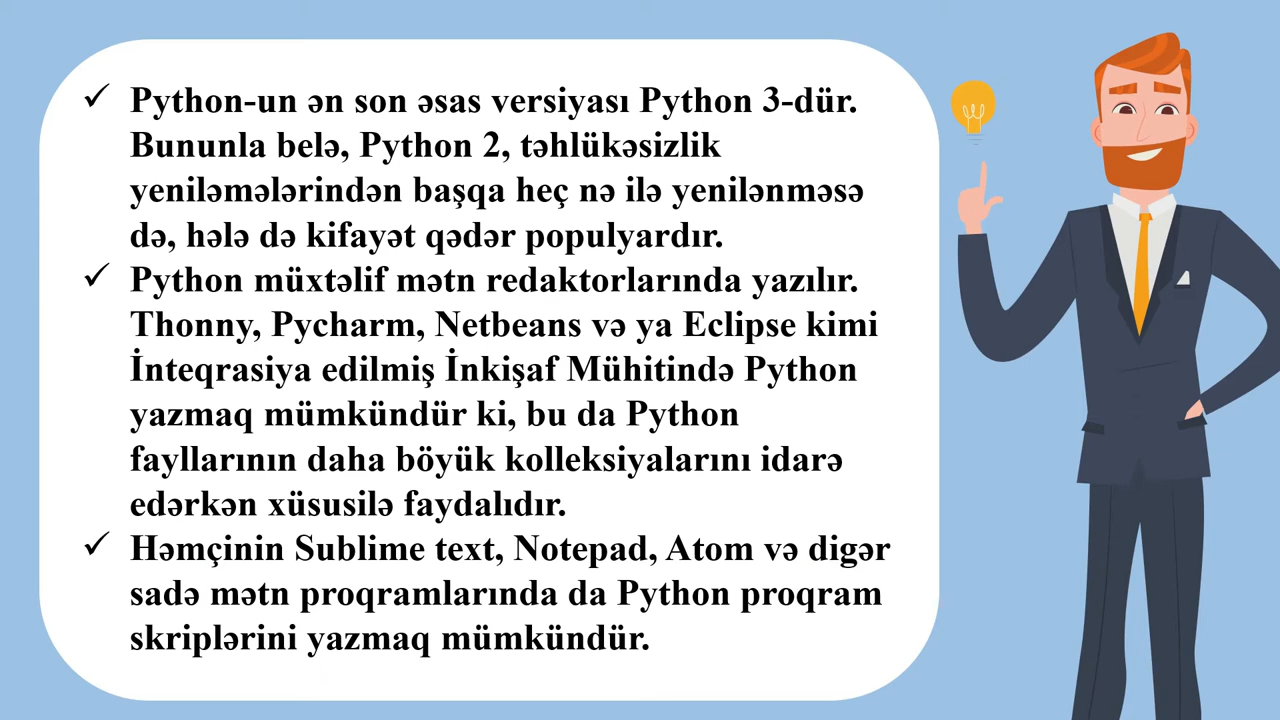 ✓ Python-un ən son əsas versiyası Python 3-dür.
Bununla belə, Python 2, təhlükəsizlik
yeniləmələrindən başqa heç nə ilə yenilənməsə
də, hələ də kifayət qədər populyardır.
✓ Python müxtəlif mətn redaktorlarında yazılır.
Thonny, Pycharm, Netbeans və ya Eclipse kimi
İnteqrasiya edilmiş İnkişaf Mühitində Python
yazmaq mümkündür ki, bu da Python
fayllarının daha böyük kolleksiyalarını idarə
edərkən xüsusilə faydalıdır.
✓ Həmçinin Sublime text, Notepad, Atom və digər
sadə mətn proqramlarında da Python proqram
skriplərini yazmaq mümkündür.